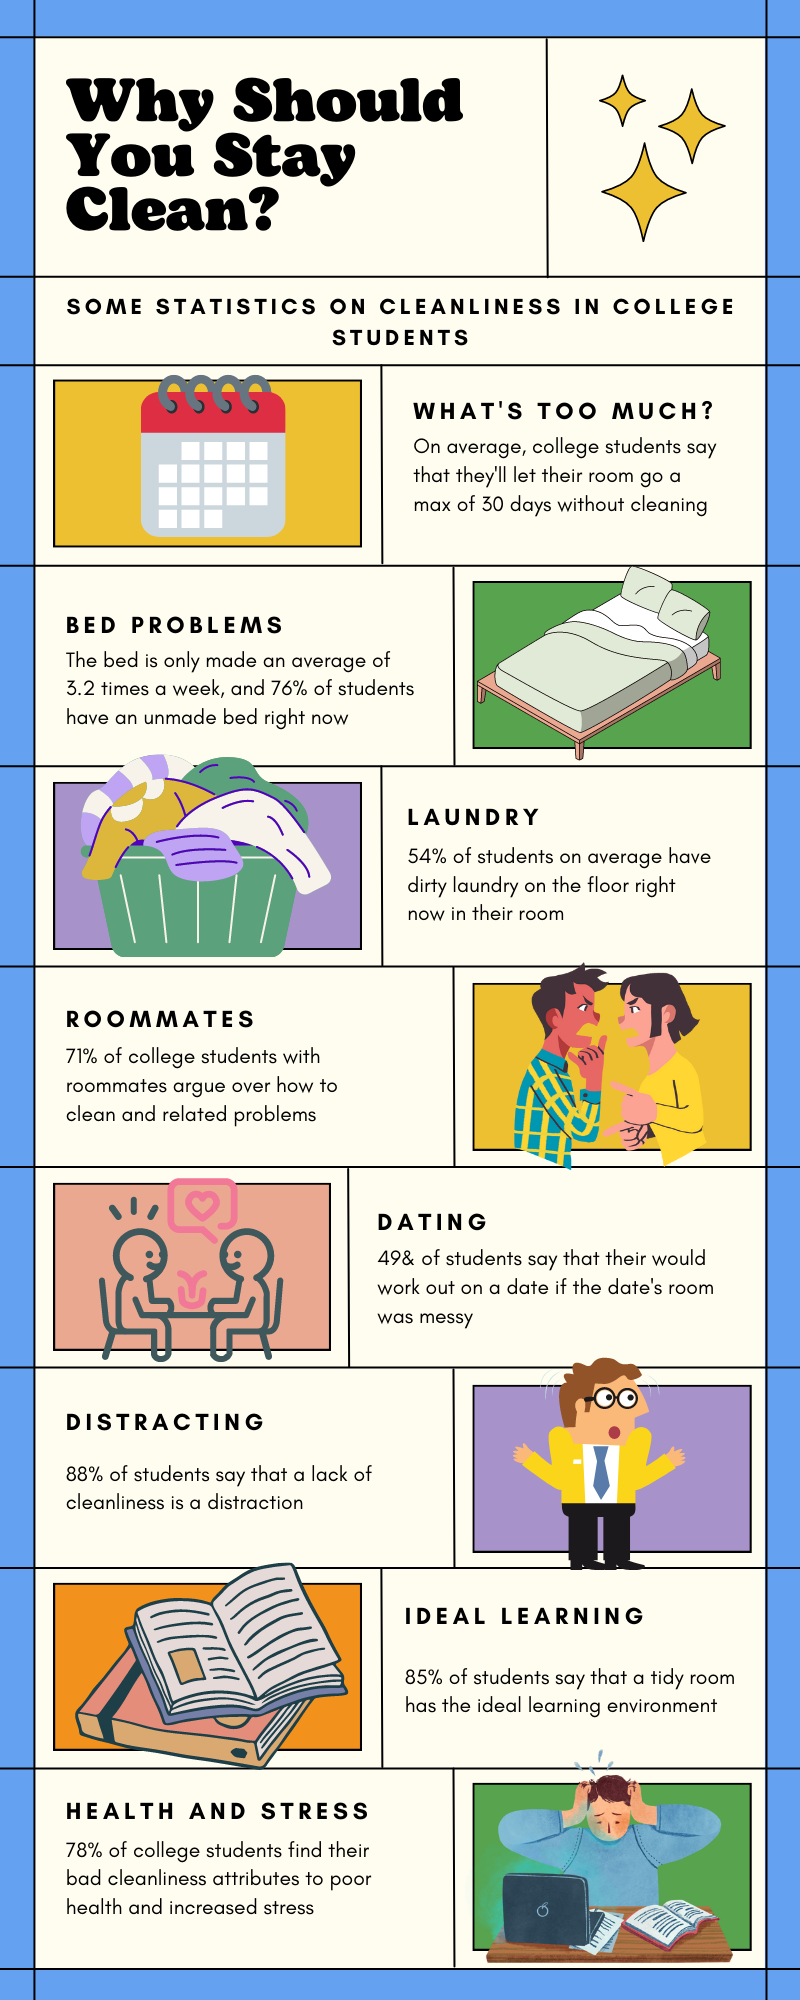 Why Should
You Stay
Clean?
SOME STATISTICS ON CLEANLINESS IN COLLEGE
STUDENTS
WHAT'S TOO MUCH?
On average, college students say
that they'll let their room go a
max of 30 days without cleaning
BED PROBLEMS
The bed is only made an average of
3.2 times a week, and 76% of students
have an unmade bed right now
LAUNDRY
54% of students on average have
dirty laundry on the floor right
now in their room
ROOMMATES
71% of college students with
roommates argue over how to
clean and related problems
DATING
49& of students say that their would
work out on a date if the date's room
was messy
DISTRACTING
88% of students say that a lack of
cleanliness is a distraction
IDEAL LEARNING
85% of students say that a tidy room
has the ideal learning environment
HEALTH AND STRESS
78% of college students find their
bad cleanliness attributes to poor
health and increased stress